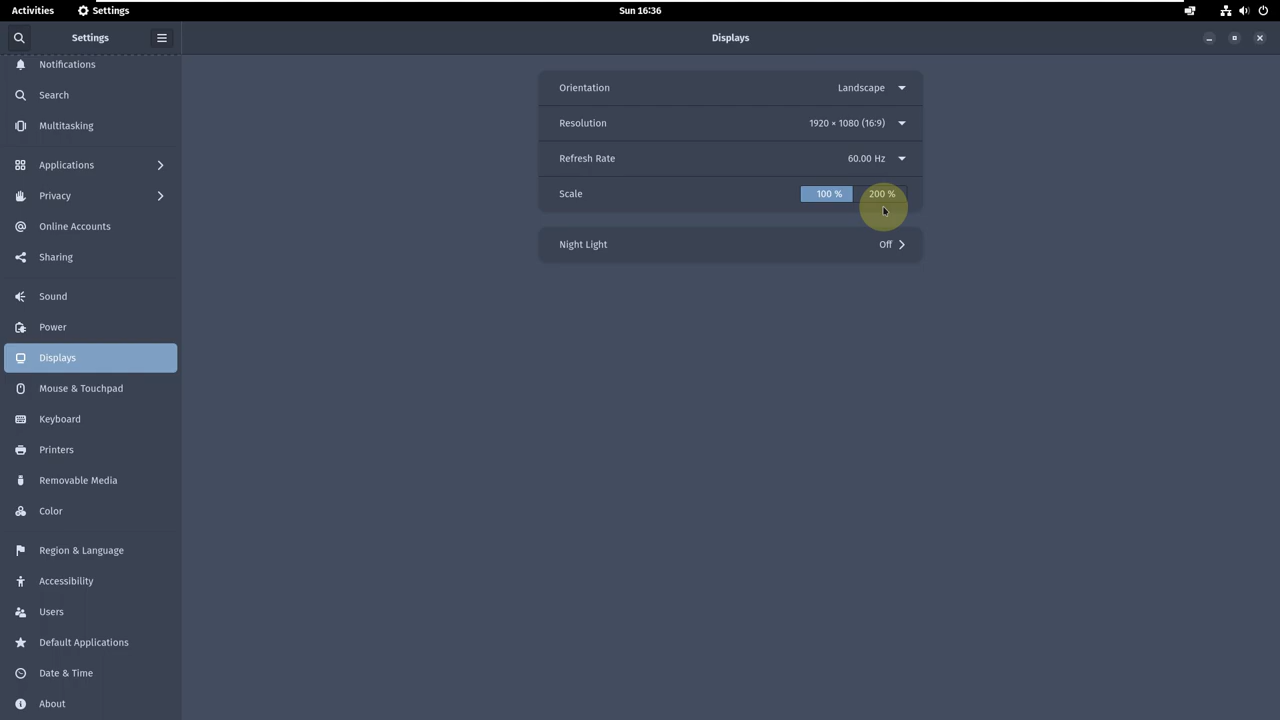 Activities
Settings
Sun 16:36
Settings
Displays
Notifications
Search
Multitasking
Applications
Privacy
Online Accounts
Sharing
Sound
Power
Displays
Mouse & Touchpad
Keyboard
Printers
Removable Media
Color
Region & Language
Accessibility
Users
Default Applications
Date & Time
About
Orientation
Landscape
Resolution
1920 × 1080 (16:9)
Refresh Rate
60.00 Hz
Scale
100 %
200 %
Night Light
Off